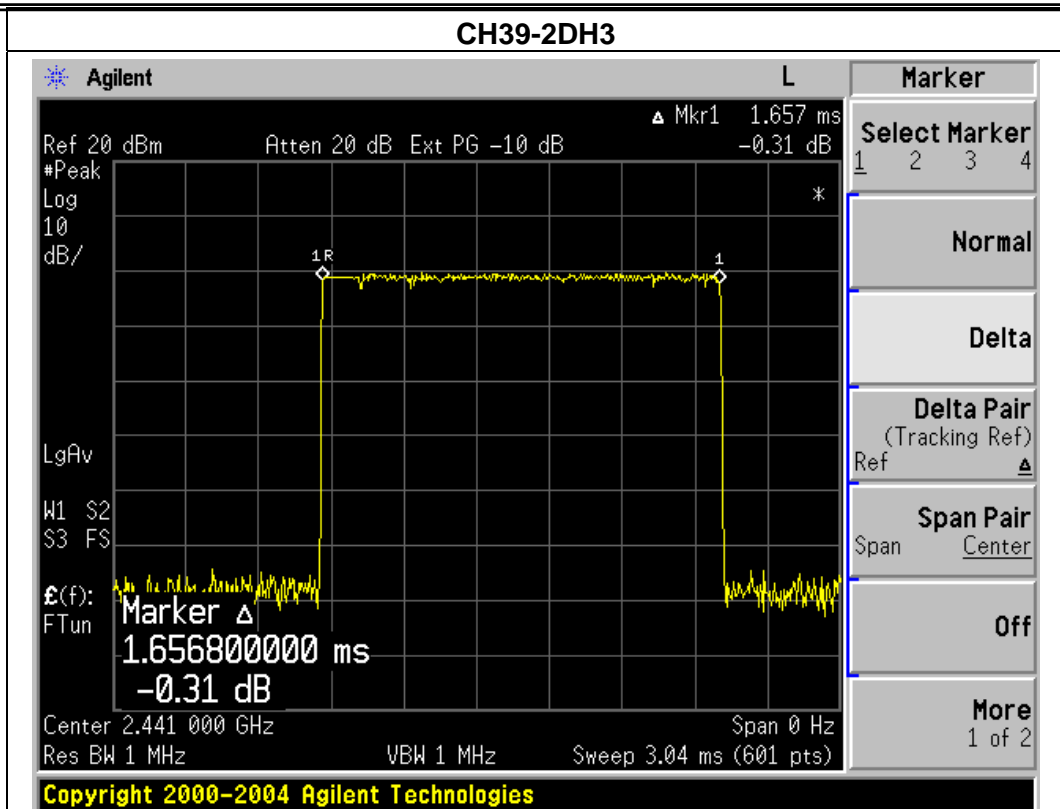 CH39-2DH3
Agilent L Marker
Δ Mkr1 1.657 ms
Ref 20 dBm Atten 20 dB Ext PG -10 dB -0.31 dB
#Peak
Log
10
dB/
*
1R
1
LgAv
W1 S2
S3 FS
£(f):
FTun
Marker Δ
1.656800000 ms
-0.31 dB
Center 2.441 000 GHz Span 0 Hz
Res BW 1 MHz VBW 1 MHz Sweep 3.04 ms (601 pts)
Select Marker
1 2 3 4
Normal
Delta
Delta Pair
(Tracking Ref)
Ref Δ
Span Pair
Span Center
Off
More
1 of 2
Copyright 2000-2004 Agilent Technologies